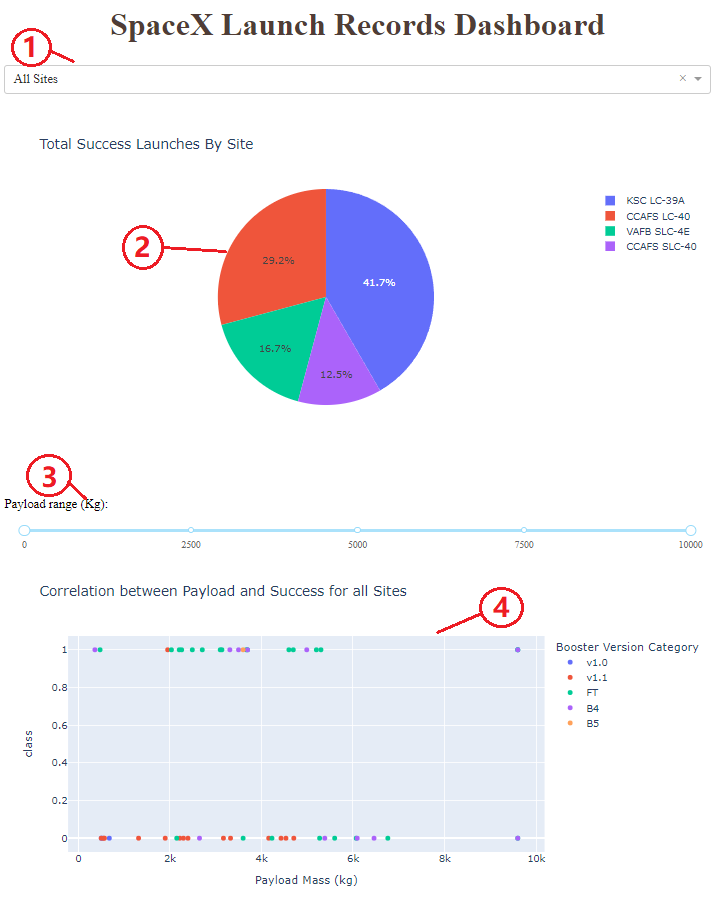 SpaceX Launch Records Dashboard
1
All Sites × 
Total Success Launches By Site
KSC LC-39A
CCAFS LC-40
VAFB SLC-4E
CCAFS SLC-40
2
29.2%
41.7%
16.7%
12.5%
3
Payload range (Kg):
0 2500 5000 7500 10000
Correlation between Payload and Success for all Sites
4
Booster Version Category
v1.0
v1.1
FT
B4
B5
class
1
0.8
0.6
0.4
0.2
0
0 2k 4k 6k 8k 10k
Payload Mass (kg)